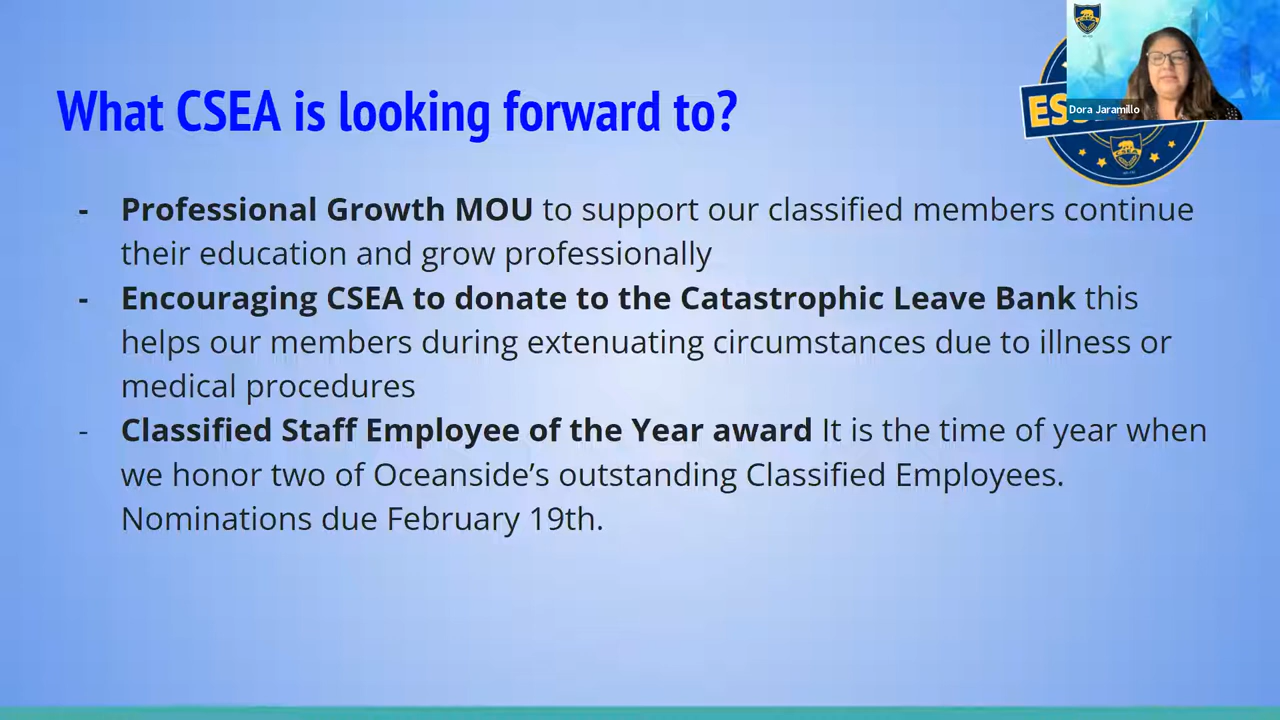 What CSEA is looking forward to?
Dora Jaramillo
- Professional Growth MOU to support our classified members continue
their education and grow professionally
- Encouraging CSEA to donate to the Catastrophic Leave Bank this
helps our members during extenuating circumstances due to illness or
medical procedures
- Classified Staff Employee of the Year award It is the time of year when
we honor two of Oceanside’s outstanding Classified Employees.
Nominations due February 19th.